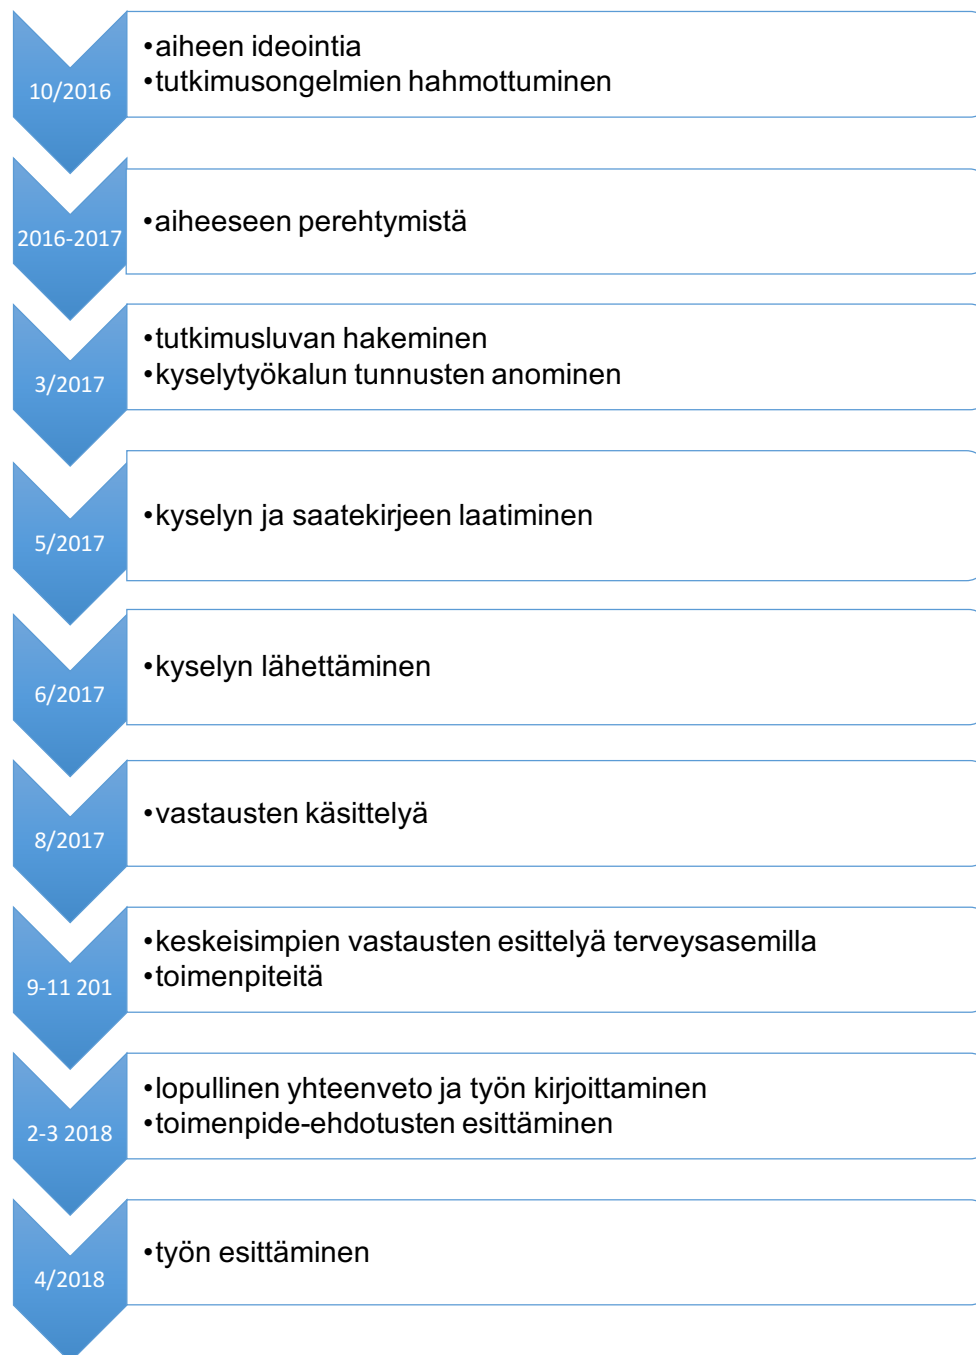 10/2016
•aiheen ideointia
•tutkimusongelmien hahmottuminen
2016-2017
•aiheeseen perehtymistä
3/2017
•tutkimusluvan hakeminen
•kyselytyökalun tunnusten anominen
5/2017
•kyselyn ja saatekirjeen laatiminen
6/2017
•kyselyn lähettäminen
8/2017
•vastausten käsittelyä
9-11 201
•keskeisimpien vastausten esittelyä terveysasemilla
•toimenpiteitä
2-3 2018
•lopullinen yhteenveto ja työn kirjoittaminen
•toimenpide-ehdotusten esittäminen
4/2018
•työn esittäminen